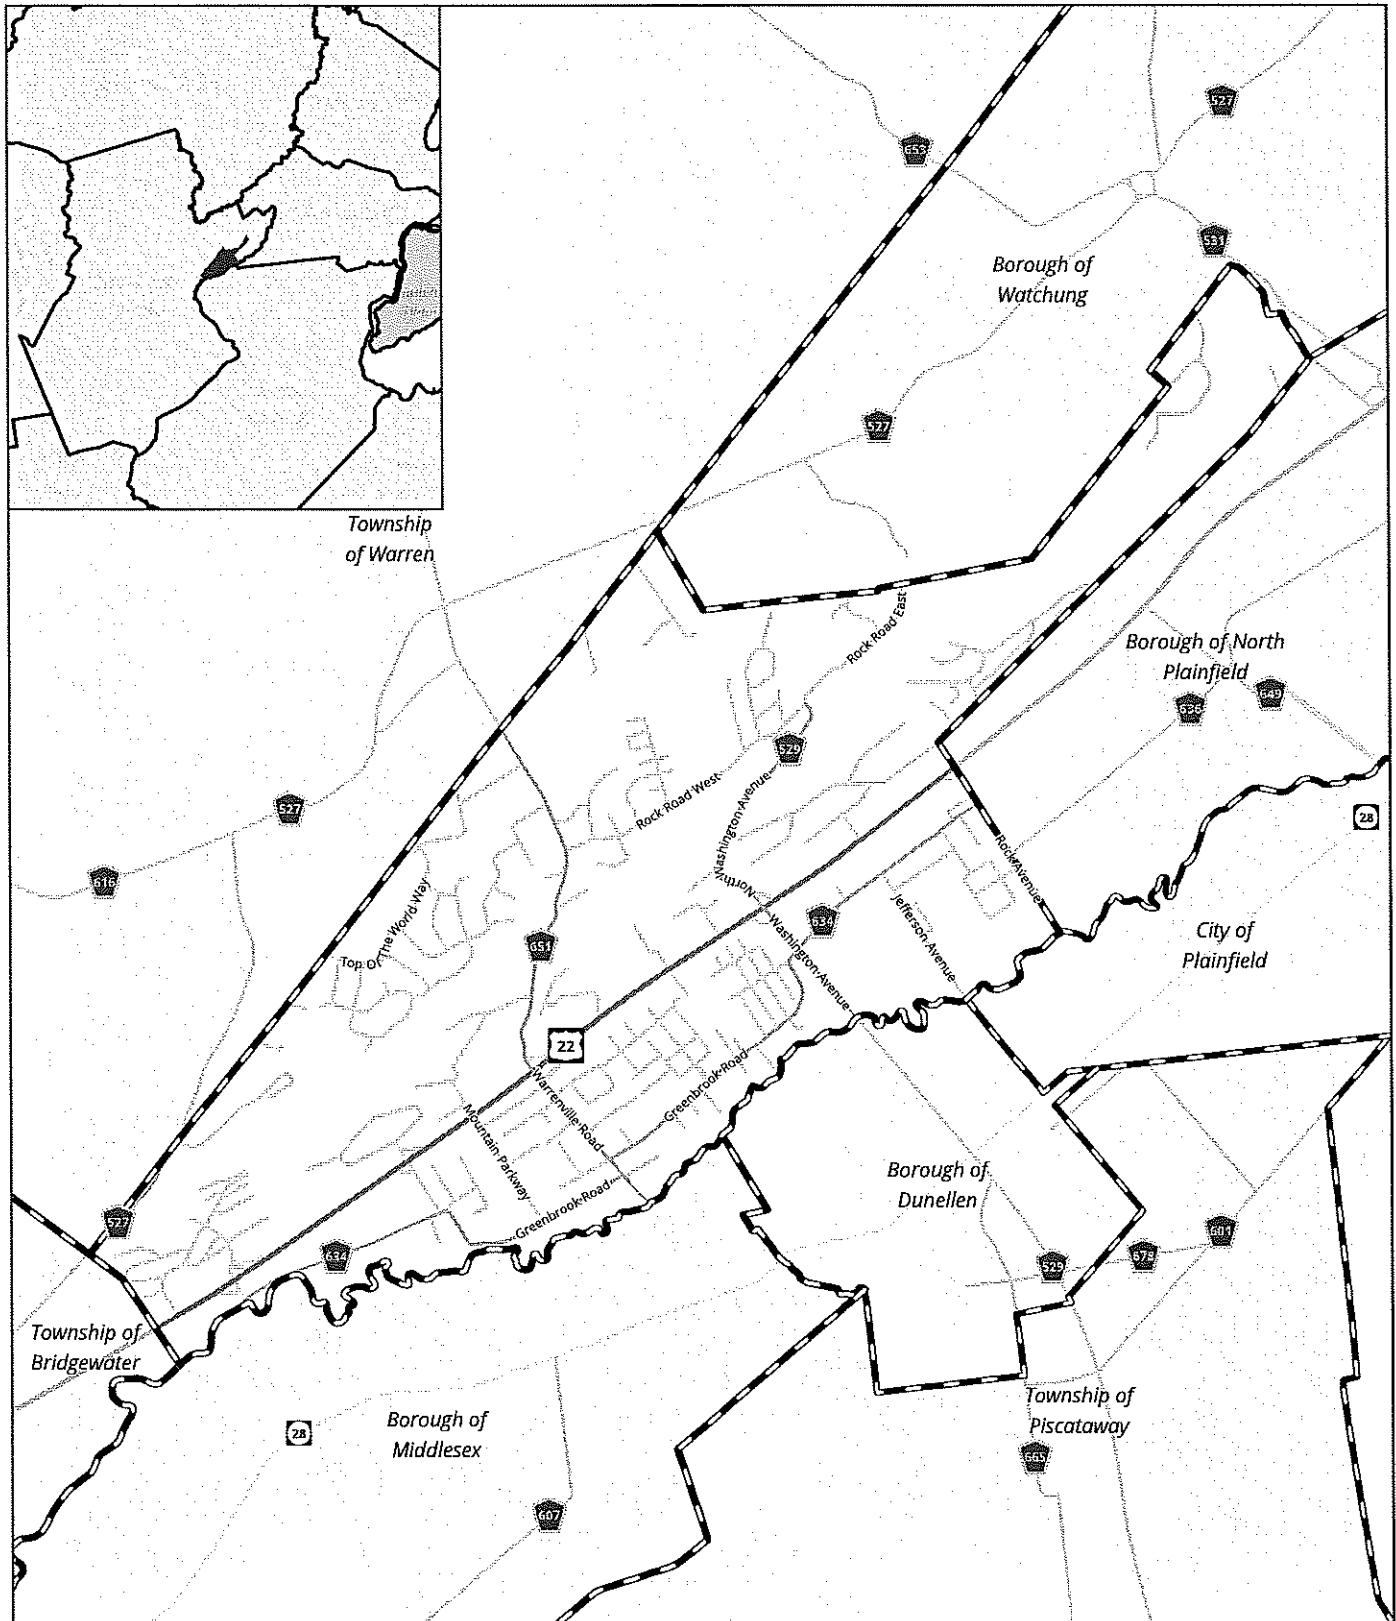 527
653
531
Borough of
Watchung
527
Township
of Warren
Rock Road East
Borough of North
Plainfield
649
636
529
Rock Road West
Washington Avenue
North
527
28
616
Top Of The World Way
Rock Avenue
634
Jefferson Avenue
651
Washington Avenue
City of
Plainfield
22
Greenbrook Road
Warrenville Road
Mountain Parkway
Borough of
Dunellen
Greenbrook Road
527
601
634
678
529
Township of
Bridgewater
Township of
Piscataway
28
Borough of
Middlesex
665
607